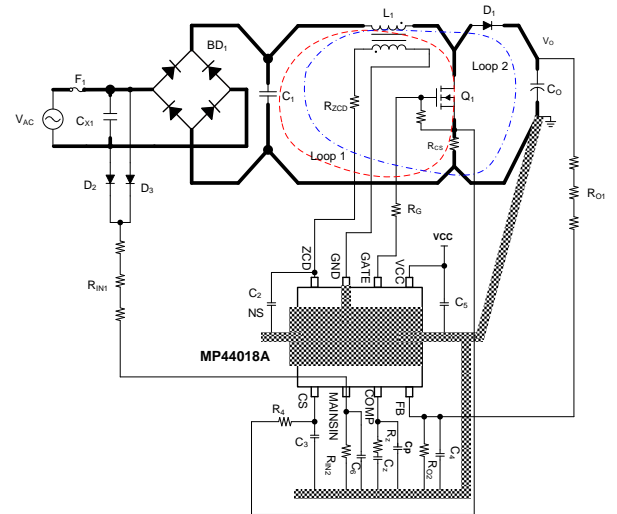 L1
D1
VO
BD1
Loop 2
F1
C1
Q1
CO
CX1
RZCD
VAC
RCS
Loop 1
D2
D3
RO1
RG
VCC
ZCD
GND
GATE
VCC
RIN1
C2
NS
C5
MP44018A
CS
MAINSIN
COMP
FB
R4
C3
RIN2
C6
Rz
Cz
Cp
RO2
C4